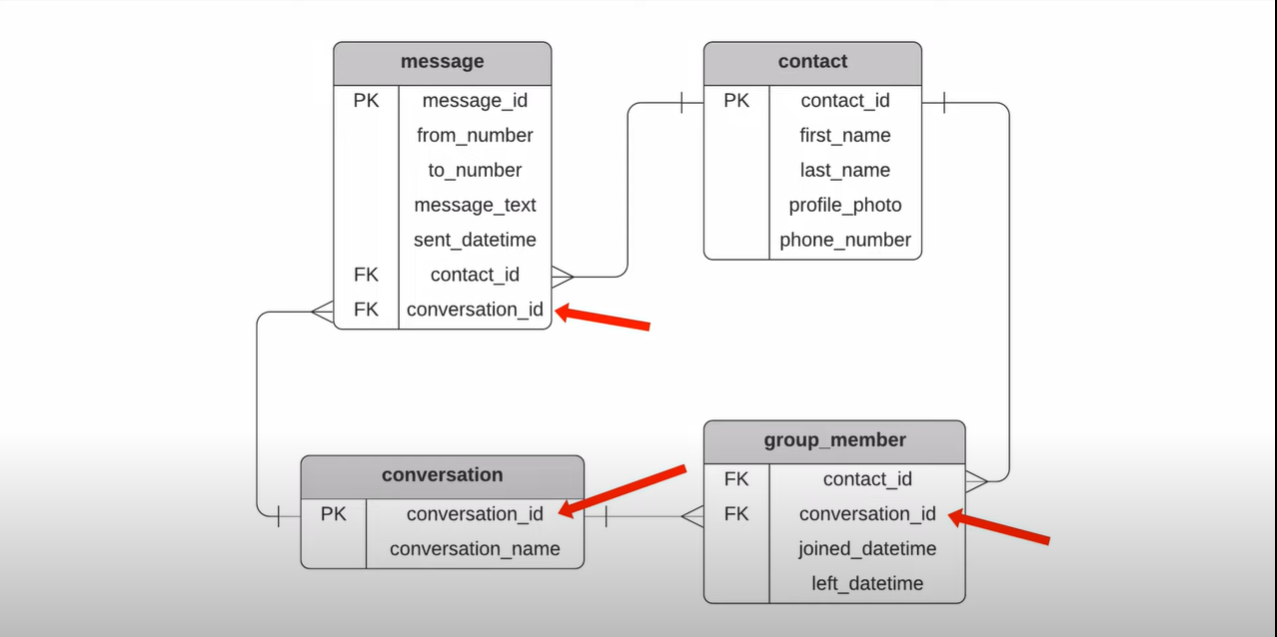 message
PK message_id
from_number
to_number
message_text
sent_datetime
FK contact_id
FK conversation_id
contact
PK contact_id
first_name
last_name
profile_photo
phone_number
conversation
PK conversation_id
conversation_name
group_member
FK contact_id
FK conversation_id
joined_datetime
left_datetime